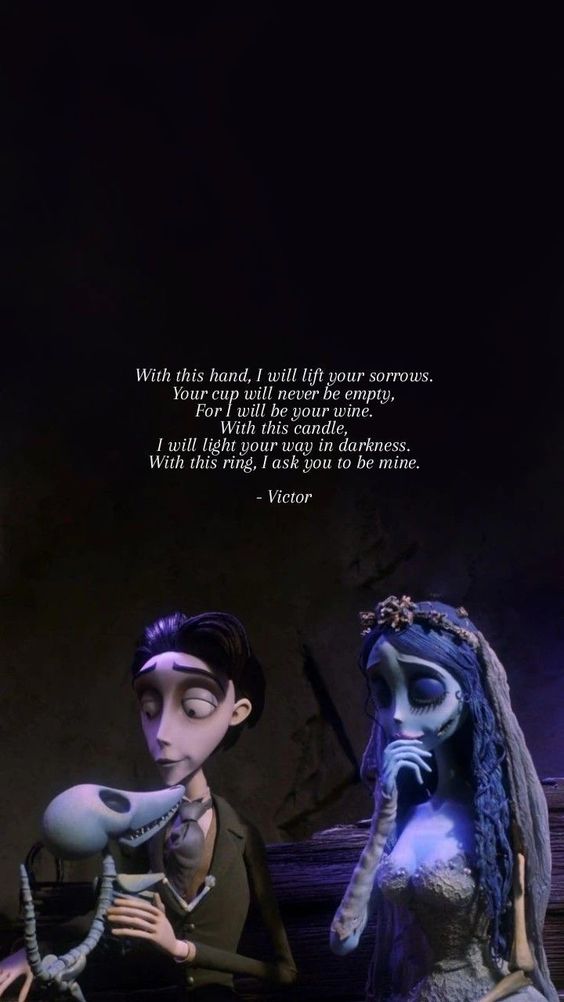 With this hand, I will lift your sorrows.
Your cup will never be empty,
For I will be your wine.
With this candle,
I will light your way in darkness.
With this ring, I ask you to be mine.
- Victor